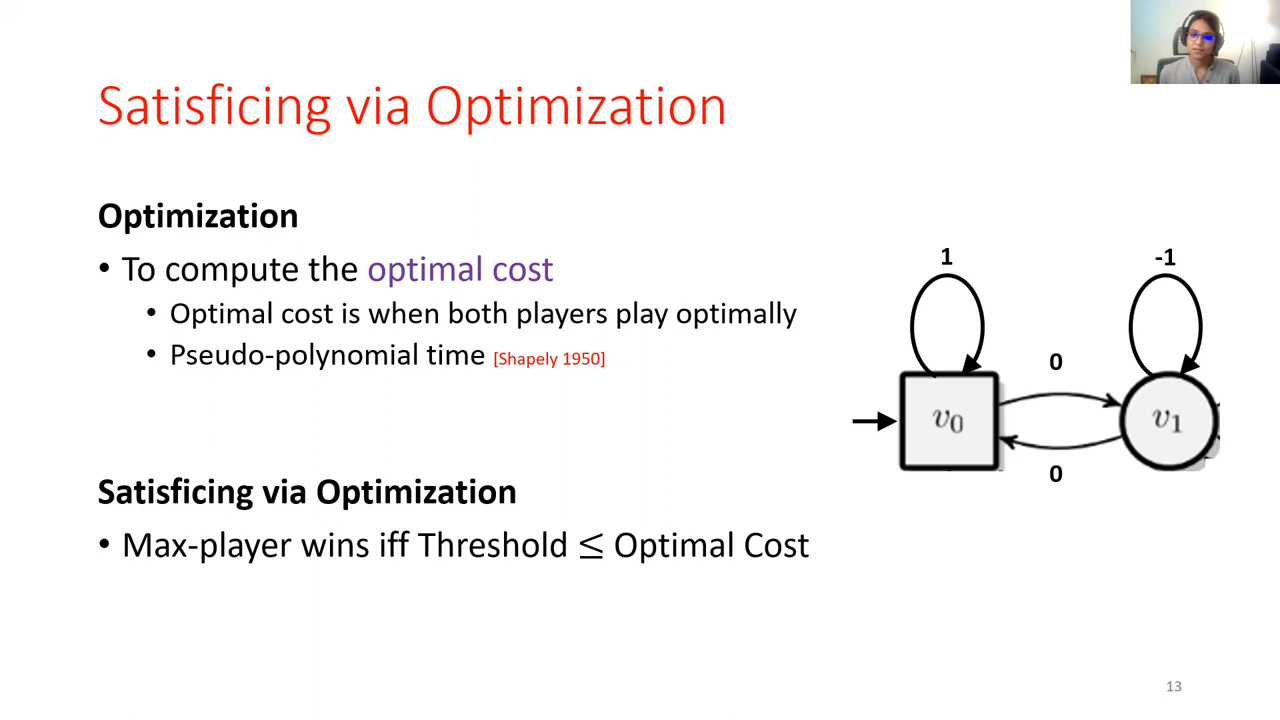 Satisficing via Optimization
Optimization
• To compute the optimal cost
• Optimal cost is when both players play optimally
• Pseudo-polynomial time [Shapely 1950]
Satisficing via Optimization
• Max-player wins iff Threshold ≤ Optimal Cost
1
-1
0
v₀
v₁
0
13